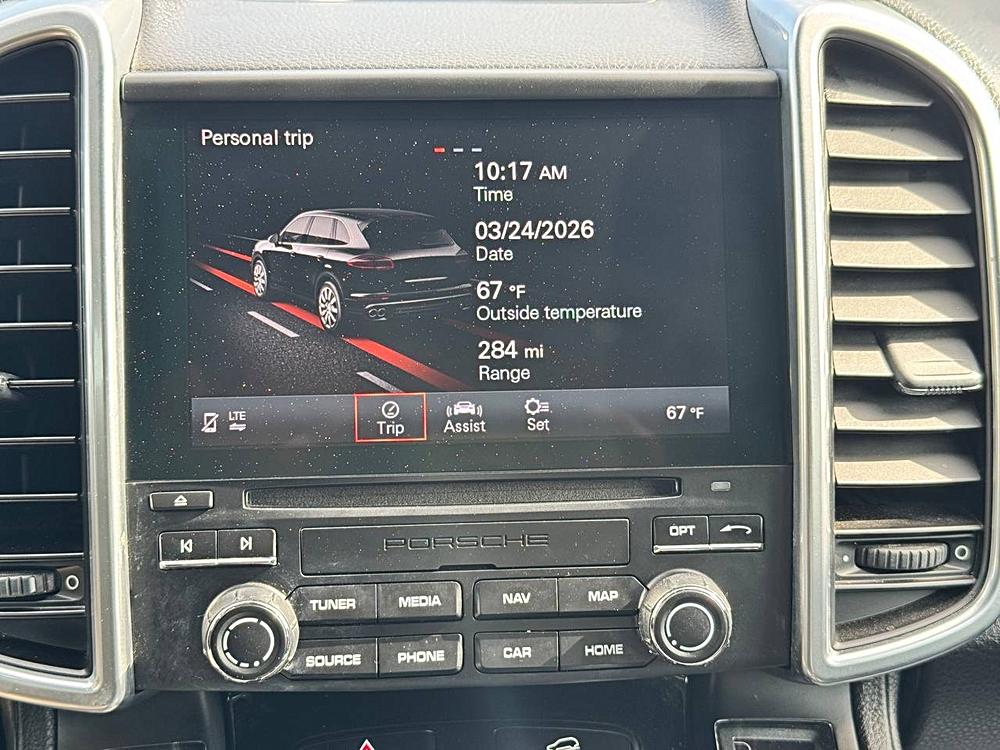 Personal trip
10:17 AM
Time
03/24/2026
Date
67 °F
Outside temperature
284 mi
Range
LTE
Trip
Assist
Set
67 °F
OPT
PORSCHE
TUNER
MEDIA
NAV
MAP
SOURCE
PHONE
CAR
HOME